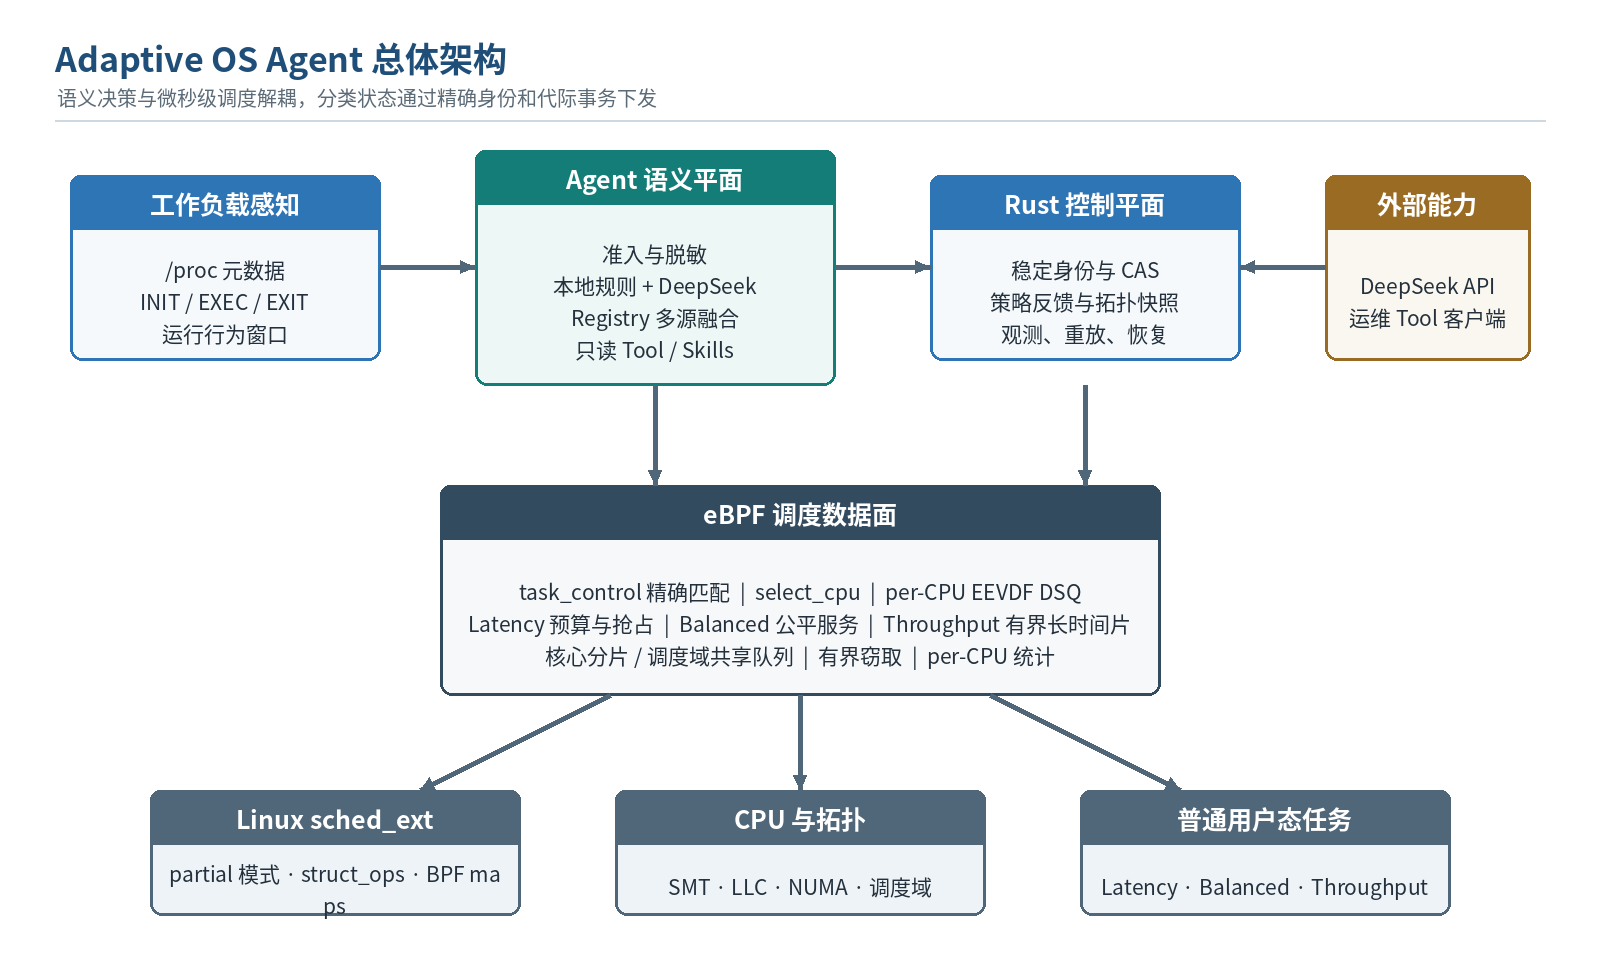 Adaptive OS Agent 总体架构
语义决策与微秒级调度解耦，分类状态通过精确身份和代际事务下发
工作负载感知
/proc 元数据
INIT / EXEC / EXIT
运行行为窗口
Agent 语义平面
准入与脱敏
本地规则 + DeepSeek
Registry 多源融合
只读 Tool / Skills
Rust 控制平面
稳定身份与 CAS
策略反馈与拓扑快照
观测、重放、恢复
外部能力
DeepSeek API
运维 Tool 客户端
eBPF 调度数据面
task_control 精确匹配 | select_cpu | per-CPU EEVDF DSQ
Latency 预算与抢占 | Balanced 公平服务 | Throughput 有界长时间片
核心分片 / 调度域共享队列 | 有界窃取 | per-CPU 统计
Linux sched_ext
partial 模式 · struct_ops · BPF ma
ps
CPU 与拓扑
SMT · LLC · NUMA · 调度域
普通用户态任务
Latency · Balanced · Throughput